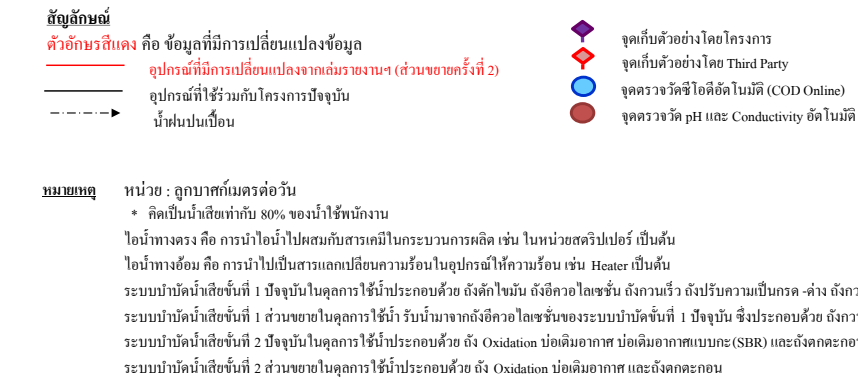 สัญลักษณ์
ตัวอักษรสีแดง คือ ข้อมูลที่มีการเปลี่ยนแปลงข้อมูล
อุปกรณ์ที่มีการเปลี่ยนแปลงจากเล่มรายงานฯ (ส่วนขยายครั้งที่ 2)
อุปกรณ์ที่ใช้ร่วมกับโครงการปัจจุบัน
น้ำฝนปนเปื้อน
จุดเก็บตัวอย่างโดยโครงการ
จุดเก็บตัวอย่างโดย Third Party
จุดตรวจวัดซีโอดีอัตโนมัติ (COD Online)
จุดตรวจวัด pH และ Conductivity อัตโนมัติ
หมายเหตุ หน่วย : ลูกบาศก์เมตรต่อวัน
* คิดเป็นน้ำเสียเท่ากับ 80% ของน้ำใช้พนักงาน
ไอน้ำทางตรง คือ การนำไอน้ำไปผสมกับสารเคมีในกระบวนการผลิต เช่น ในหน่วยสตริปเปอร์ เป็นต้น
ไอน้ำทางอ้อม คือ การนำไปเป็นสารแลกเปลี่ยนความร้อนในอุปกรณ์ให้ความร้อน เช่น Heater เป็นต้น
ระบบบำบัดน้ำเสียขั้นที่ 1 ปัจจุบันในดุลการใช้น้ำประกอบด้วย ถังดักไขมัน ถังอีควอไลเซชั่น ถังกวนเร็ว ถังปรับความเป็นกรด -ด่าง ถังกว
ระบบบำบัดน้ำเสียขั้นที่ 1 ส่วนขยายในดุลการใช้น้ำ รับน้ำมาจากถังอีควอไลเซชั่นของระบบบำบัดขั้นที่ 1 ปัจจุบัน ซึ่งประกอบด้วย ถังกว
ระบบบำบัดน้ำเสียขั้นที่ 2 ปัจจุบันในดุลการใช้น้ำประกอบด้วย ถัง Oxidation บ่อเติมอากาศ บ่อเติมอากาศแบบกะ(SBR) และถังตกตะกอ
ระบบบำบัดน้ำเสียขั้นที่ 2 ส่วนขยายในดุลการใช้น้ำประกอบด้วย ถัง Oxidation บ่อเติมอากาศ และถังตกตะกอน